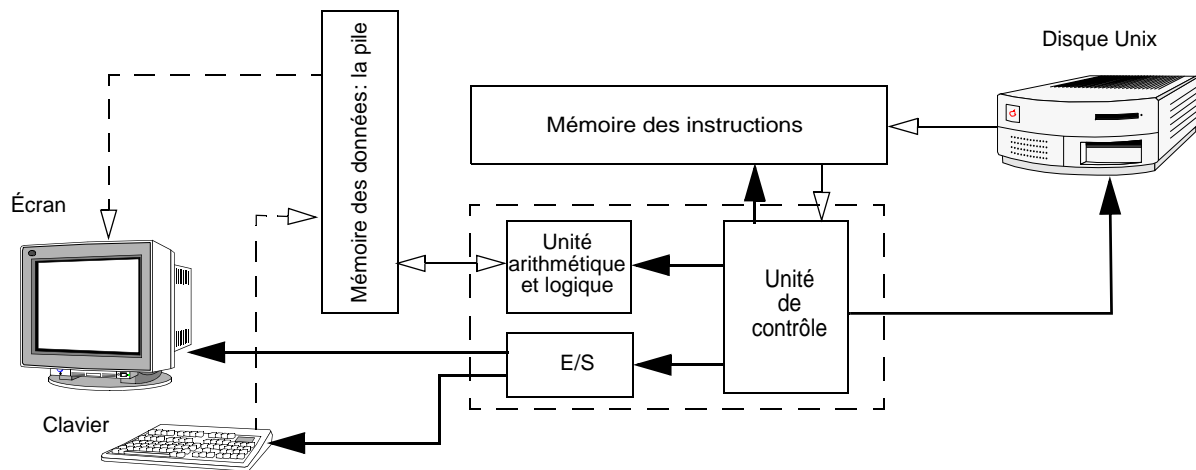 Disque Unix
Mémoire des données: la pile
Mémoire des instructions
Écran
Unité
arithmétique
et logique
Unité
de
contrôle
E/S
Clavier